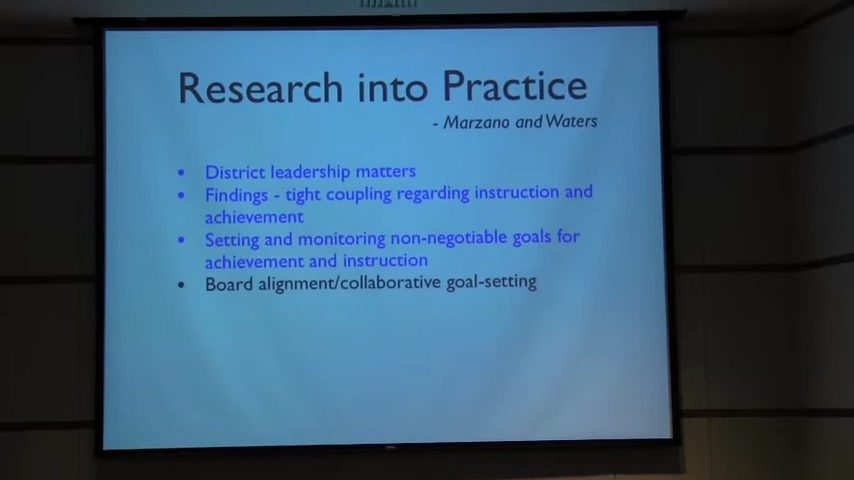 Research into Practice
- Marzano and Waters
• District leadership matters
• Findings - tight coupling regarding instruction and
achievement
• Setting and monitoring non-negotiable goals for
achievement and instruction
• Board alignment/collaborative goal-setting